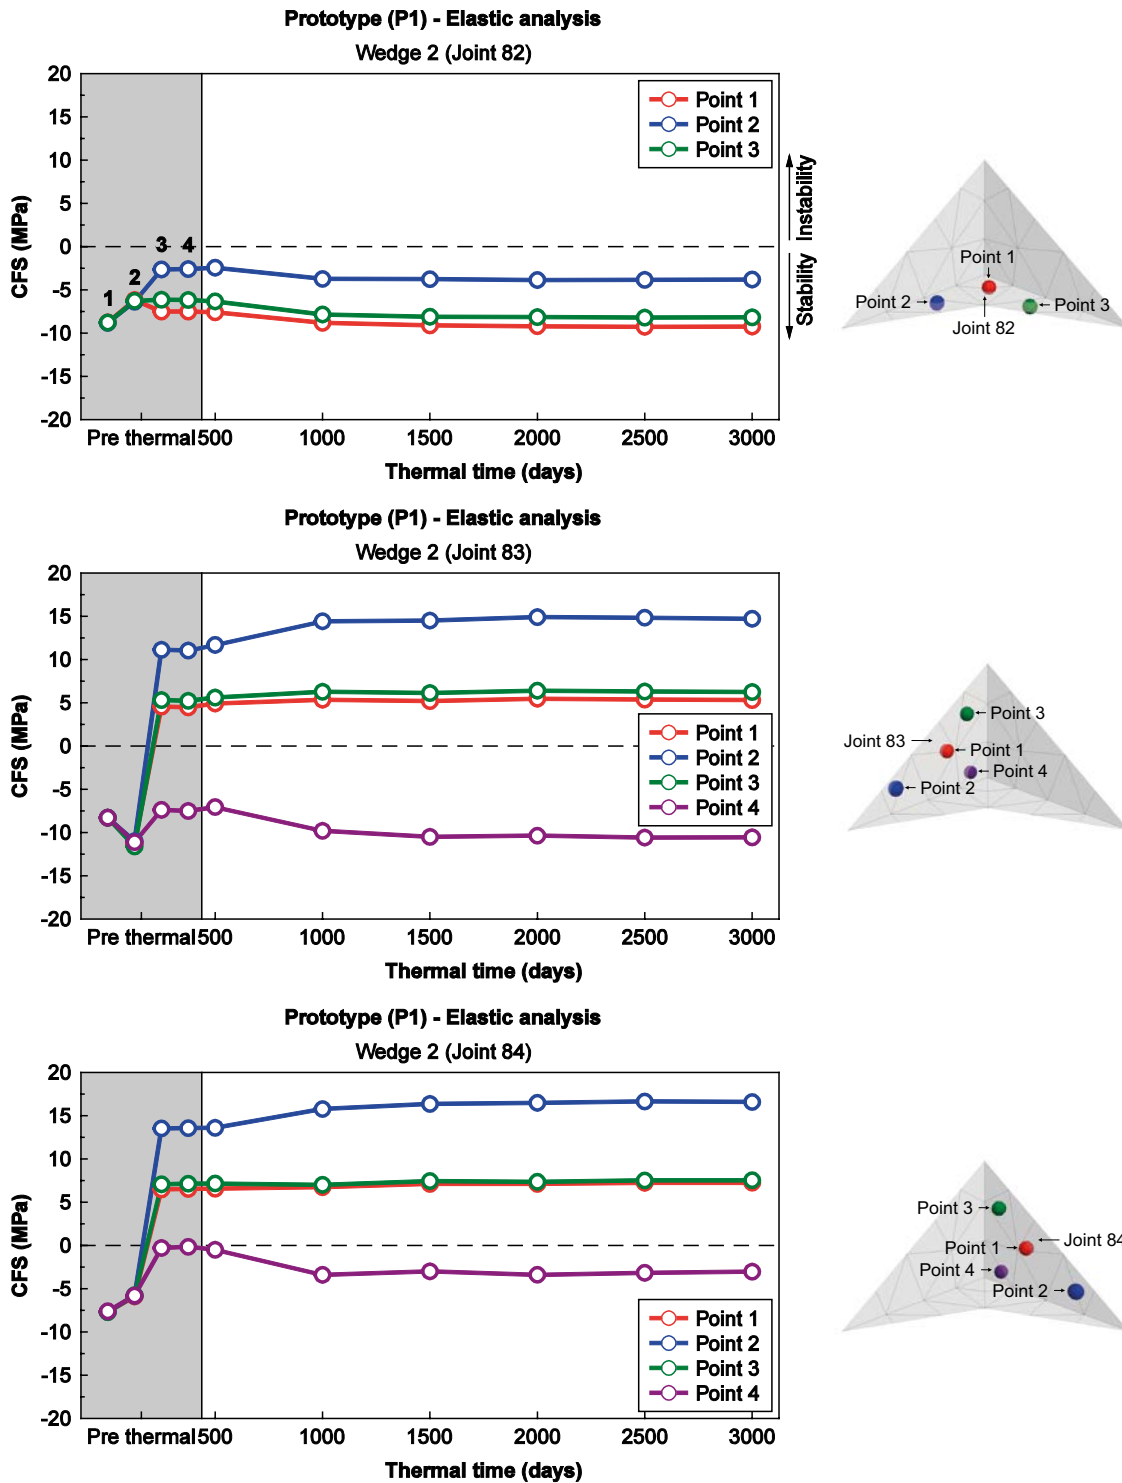 Prototype (P1) - Elastic analysis
Wedge 2 (Joint 82)
20
15
10
5
0
-5
-10
-15
-20
CFS (MPa)
1
2
3
4
Point 1
Point 2
Point 3
Instability
Stability
Pre thermal
500
1000
1500
2000
2500
3000
Thermal time (days)
Point 1
Point 2
Point 3
Joint 82
Prototype (P1) - Elastic analysis
Wedge 2 (Joint 83)
20
15
10
5
0
-5
-10
-15
-20
CFS (MPa)
Point 1
Point 2
Point 3
Point 4
Pre thermal
500
1000
1500
2000
2500
3000
Thermal time (days)
Point 3
Joint 83
Point 1
Point 4
Point 2
Prototype (P1) - Elastic analysis
Wedge 2 (Joint 84)
20
15
10
5
0
-5
-10
-15
-20
CFS (MPa)
Point 1
Point 2
Point 3
Point 4
Pre thermal
500
1000
1500
2000
2500
3000
Thermal time (days)
Point 3
Joint 84
Point 1
Point 4
Point 2